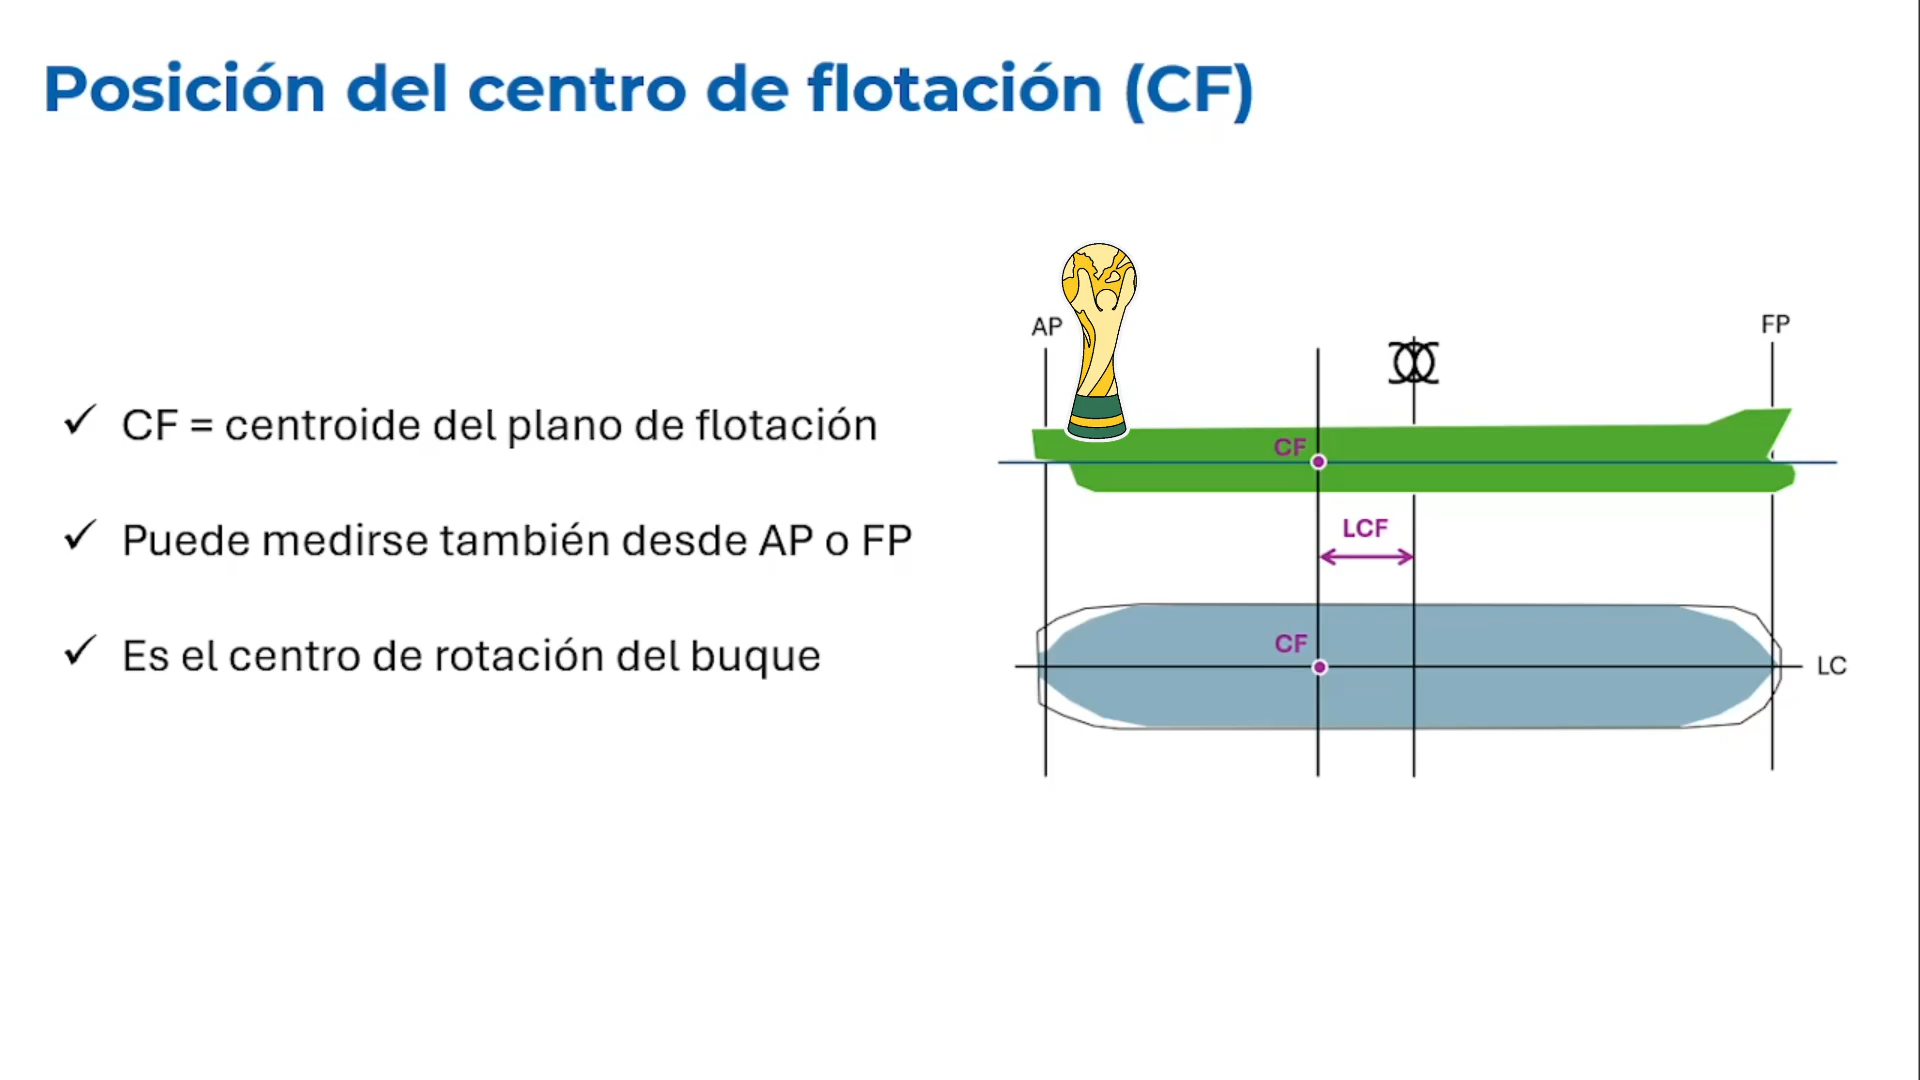 Posición del centro de flotación (CF)
✓ CF = centroide del plano de flotación
✓ Puede medirse también desde AP o FP
✓ Es el centro de rotación del buque
AP
FP
CF
LCF
CF
LC